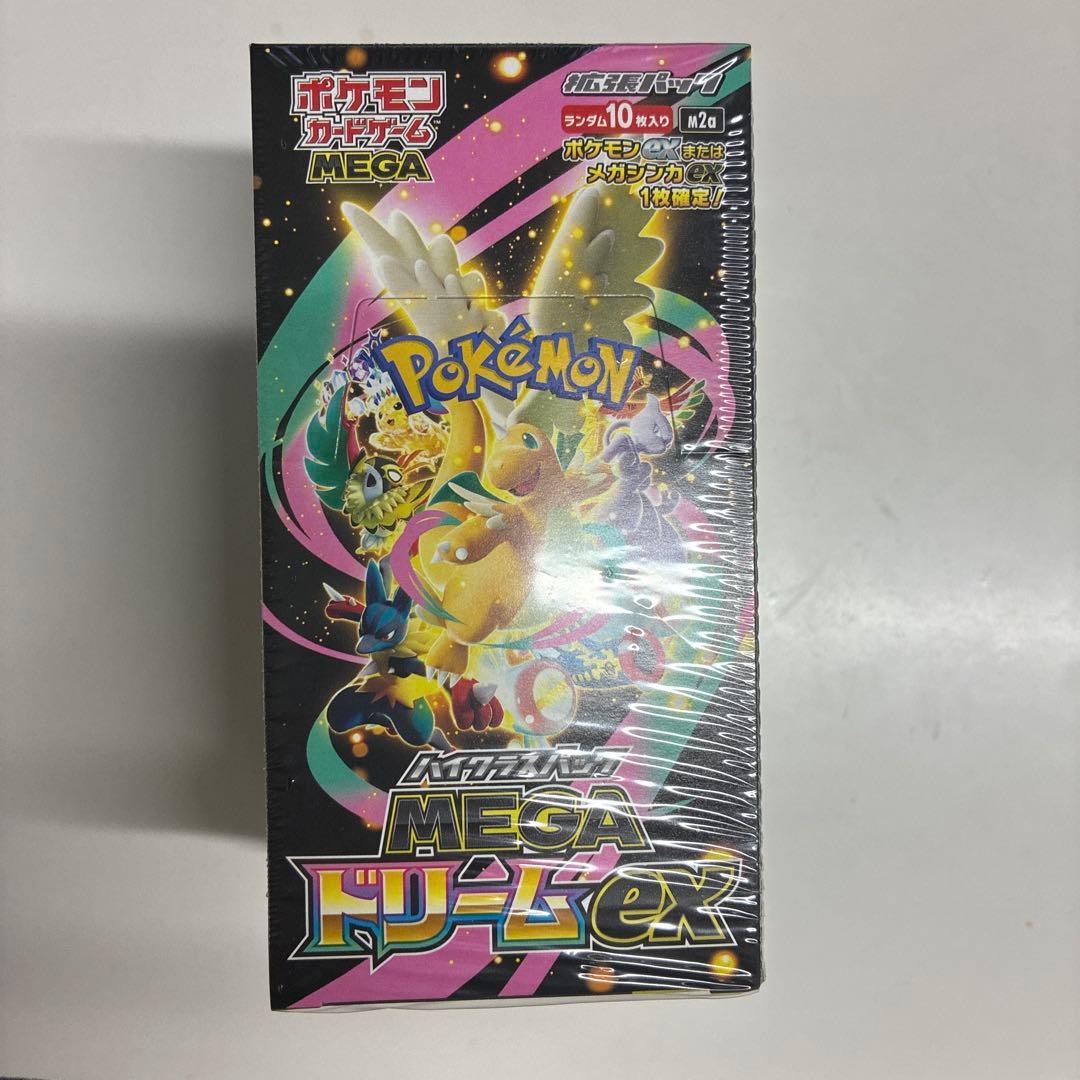 ポケモン
カードゲーム
MEGA
拡張パック
ランダム10枚入り M2a
ポケモンexまたは
メガシンカex
1枚確定!
POKéMON
ハイクラスパック
MEGA
ドリームex